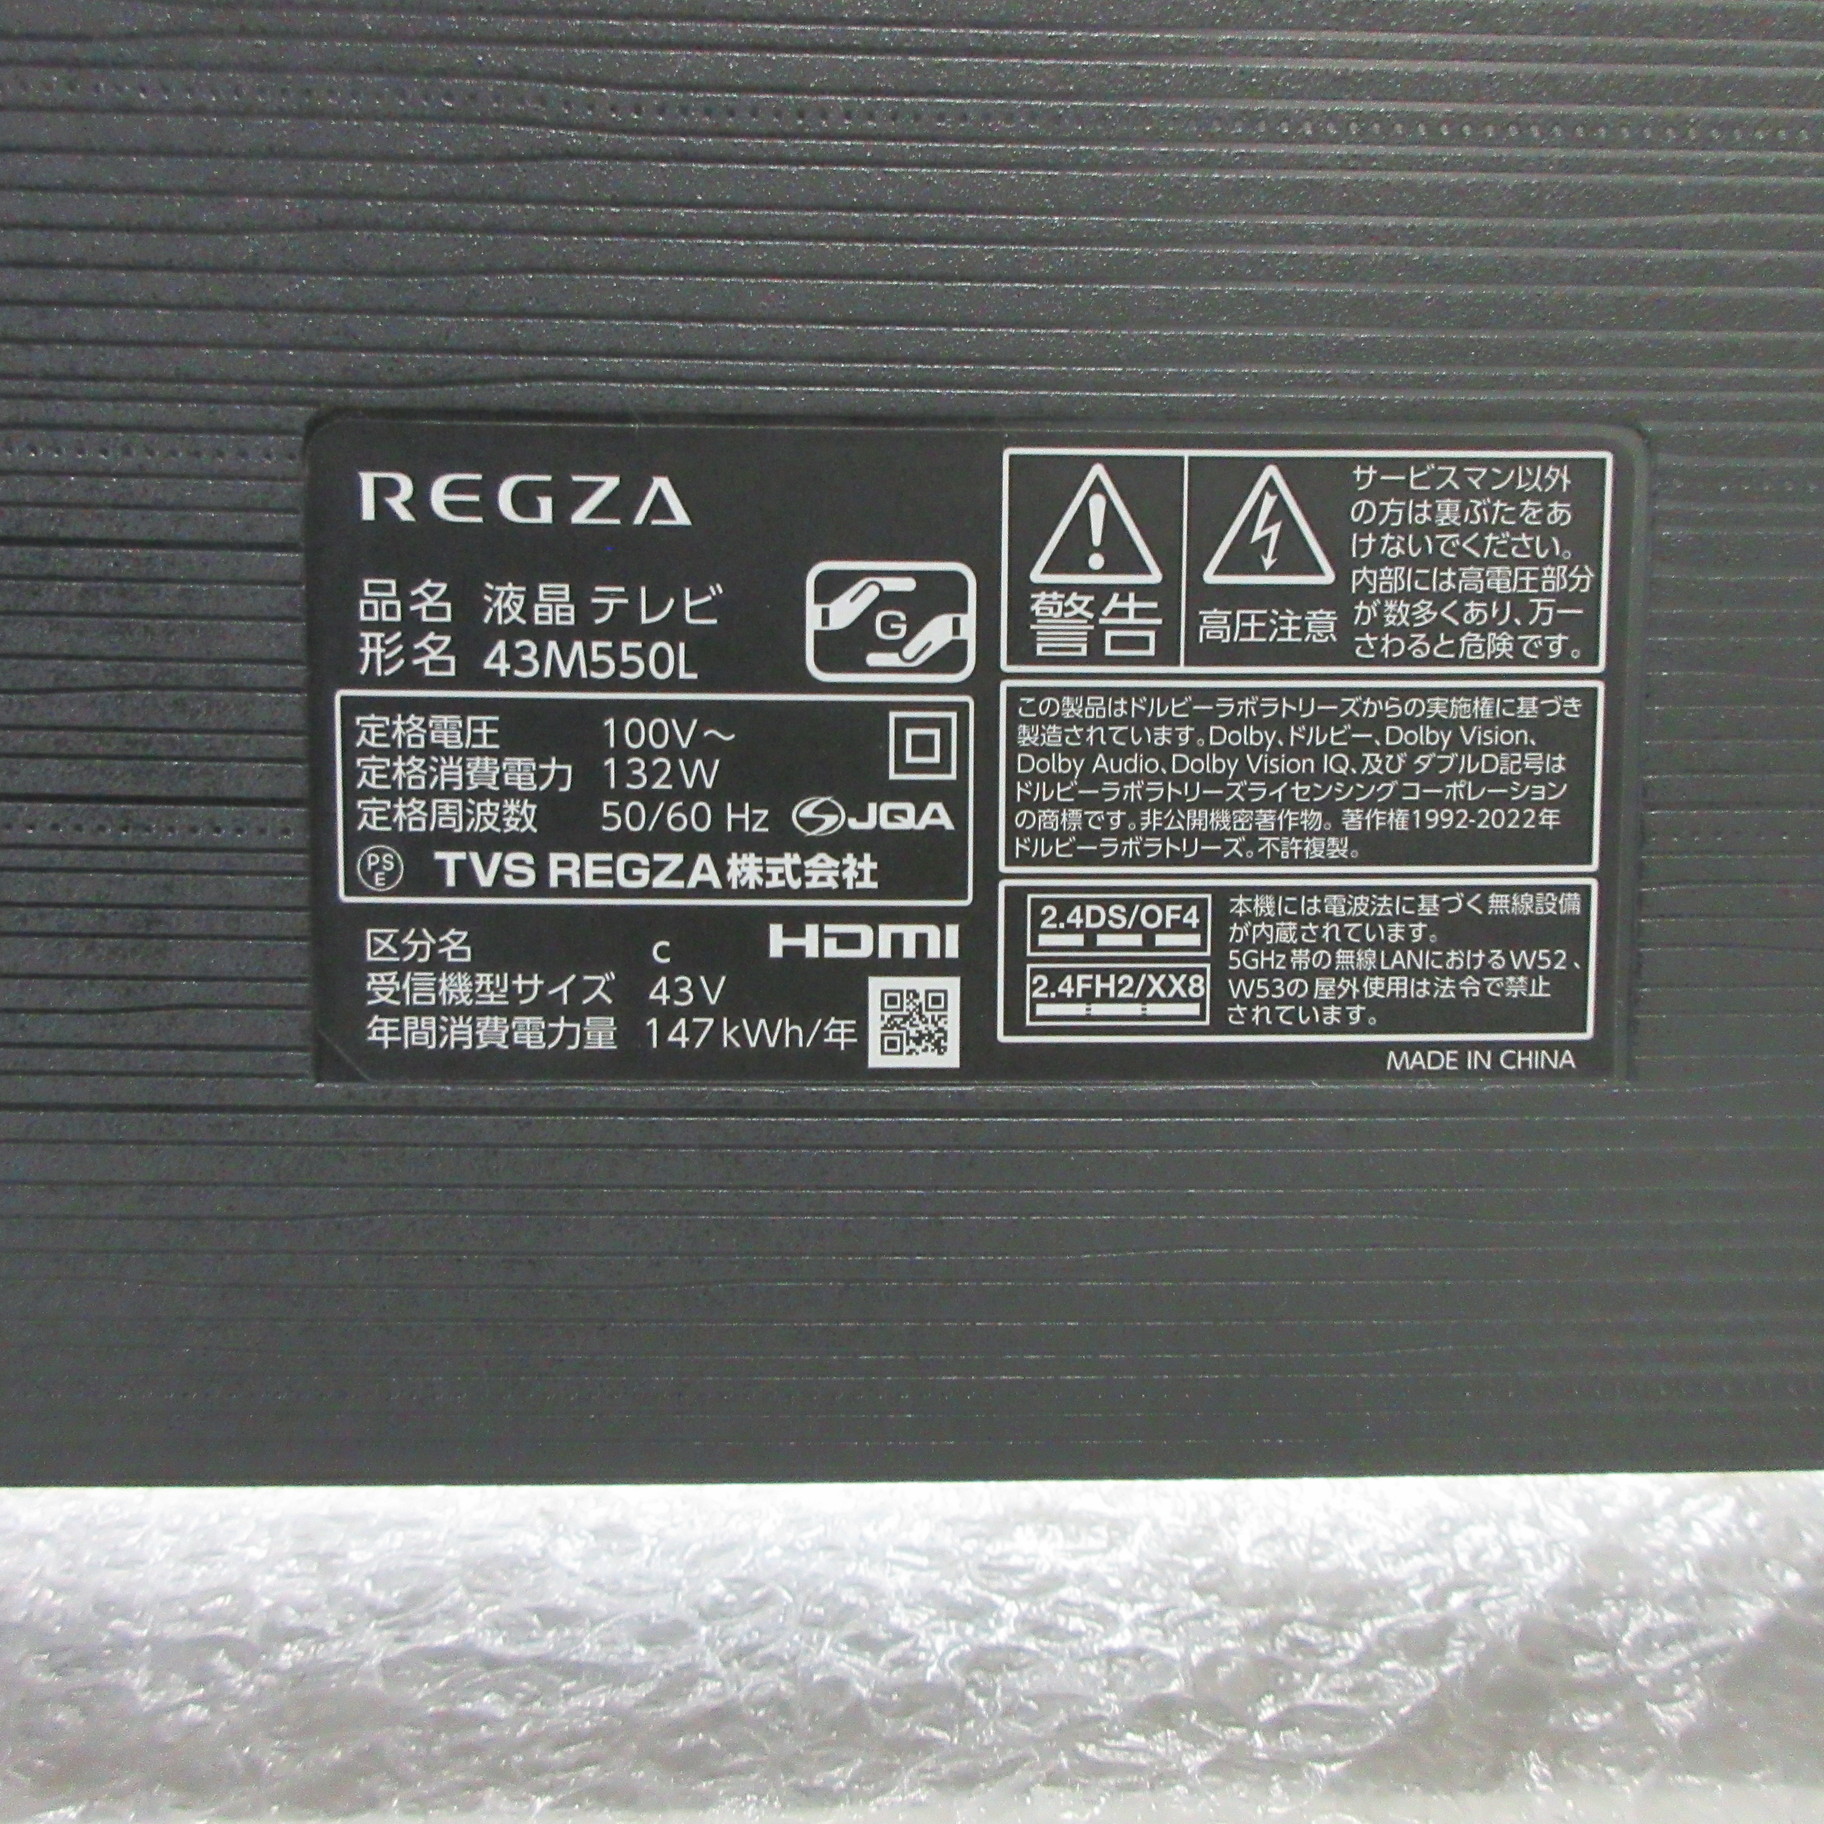 REGZA
品名 液晶テレビ
形名 43M550L
G
定格電圧 100V～
定格消費電力 132W
定格周波数 50/60 Hz
JQA
PS
E
TVS REGZA株式会社
区分名 c
HDMI
受信機型サイズ 43V
年間消費電力量 147kWh/年
警告
高圧注意
サービスマン以外
の方は裏ぶたをあ
けないでください。
内部には高電圧部分
が数多くあり、万一
さわると危険です。
この製品はドルビーラボラトリーズからの実施権に基づき
製造されています。Dolby、ドルビー、Dolby Vision、
Dolby Audio、Dolby Vision IQ、及び ダブルD記号は
ドルビーラボラトリーズライセンシングコーポレーション
の商標です。非公開機密著作物。著作権1992-2022年
ドルビーラボラトリーズ。不許複製。
2.4DS/OF4
2.4FH2/XX8
本機には電波法に基づく無線設備
が内蔵されています。
5GHz帯の無線LANにおけるW52、
W53の屋外使用は法令で禁止
されています。
MADE IN CHINA